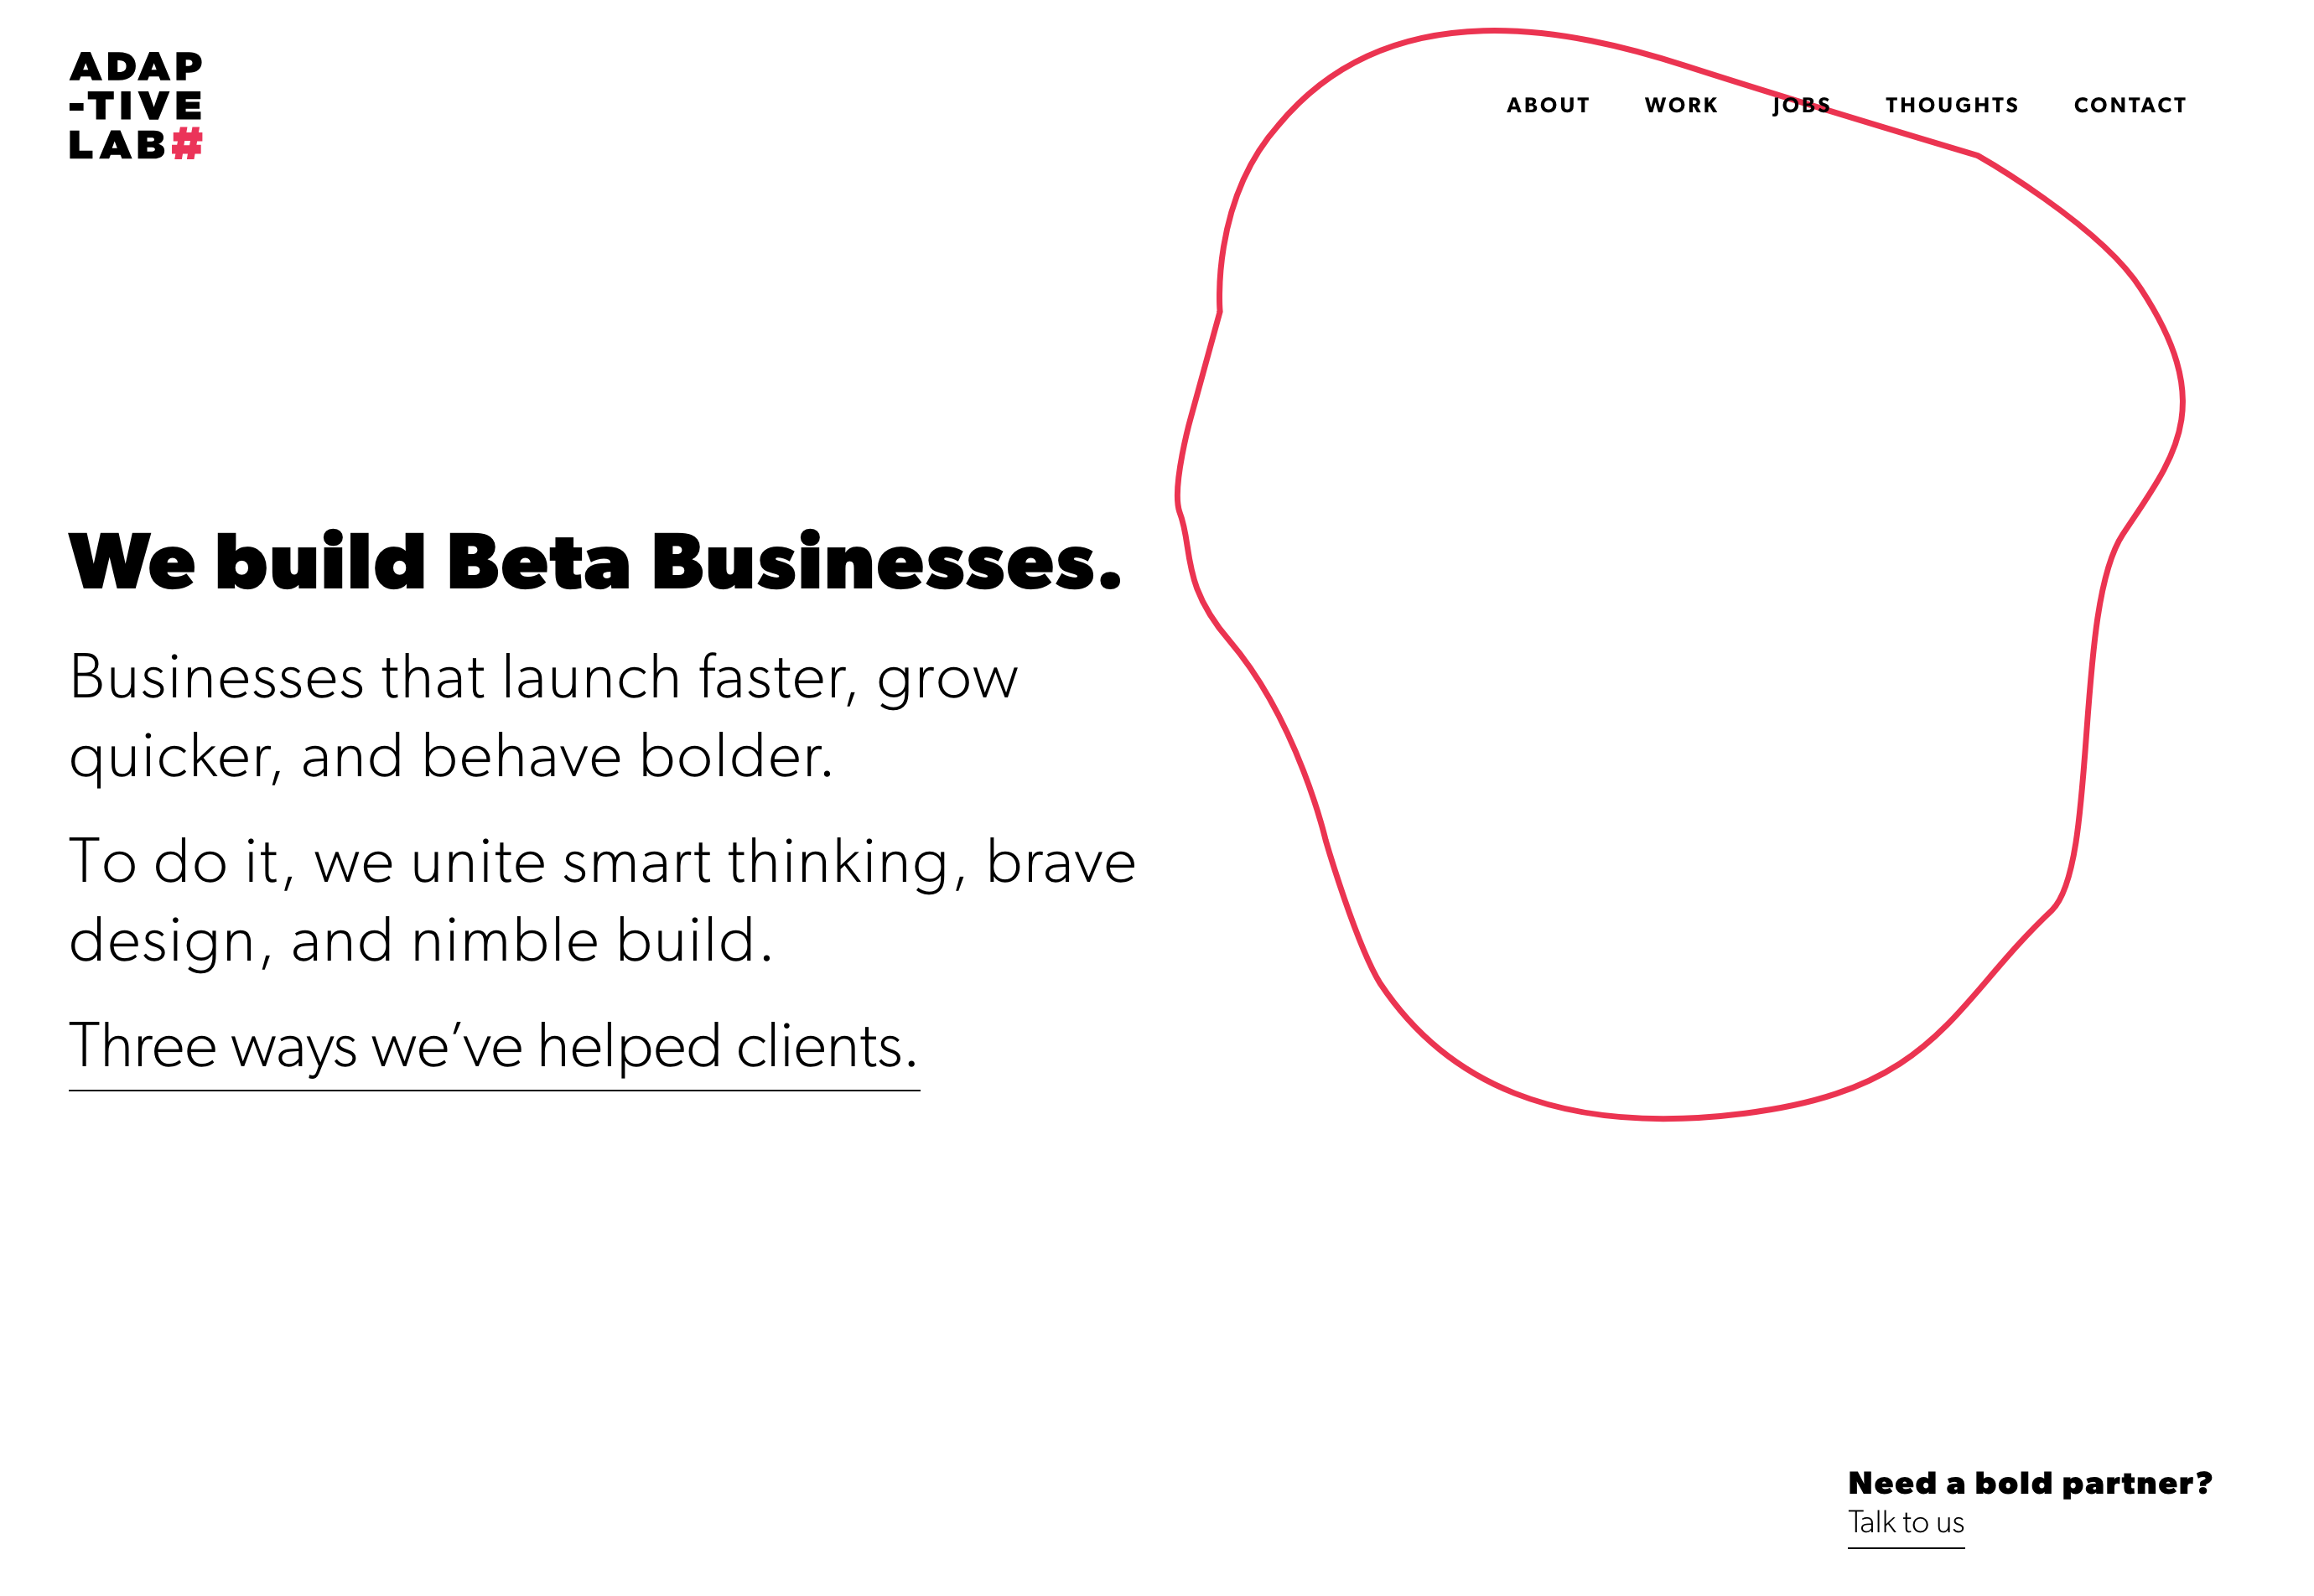 ADAP
-TIVE
LAB#
ABOUT WORK JOBS THOUGHTS CONTACT
We build Beta Businesses.
Businesses that launch faster, grow
quicker, and behave bolder.
To do it, we unite smart thinking, brave
design, and nimble build.
Three ways we’ve helped clients.
Need a bold partner?
Talk to us